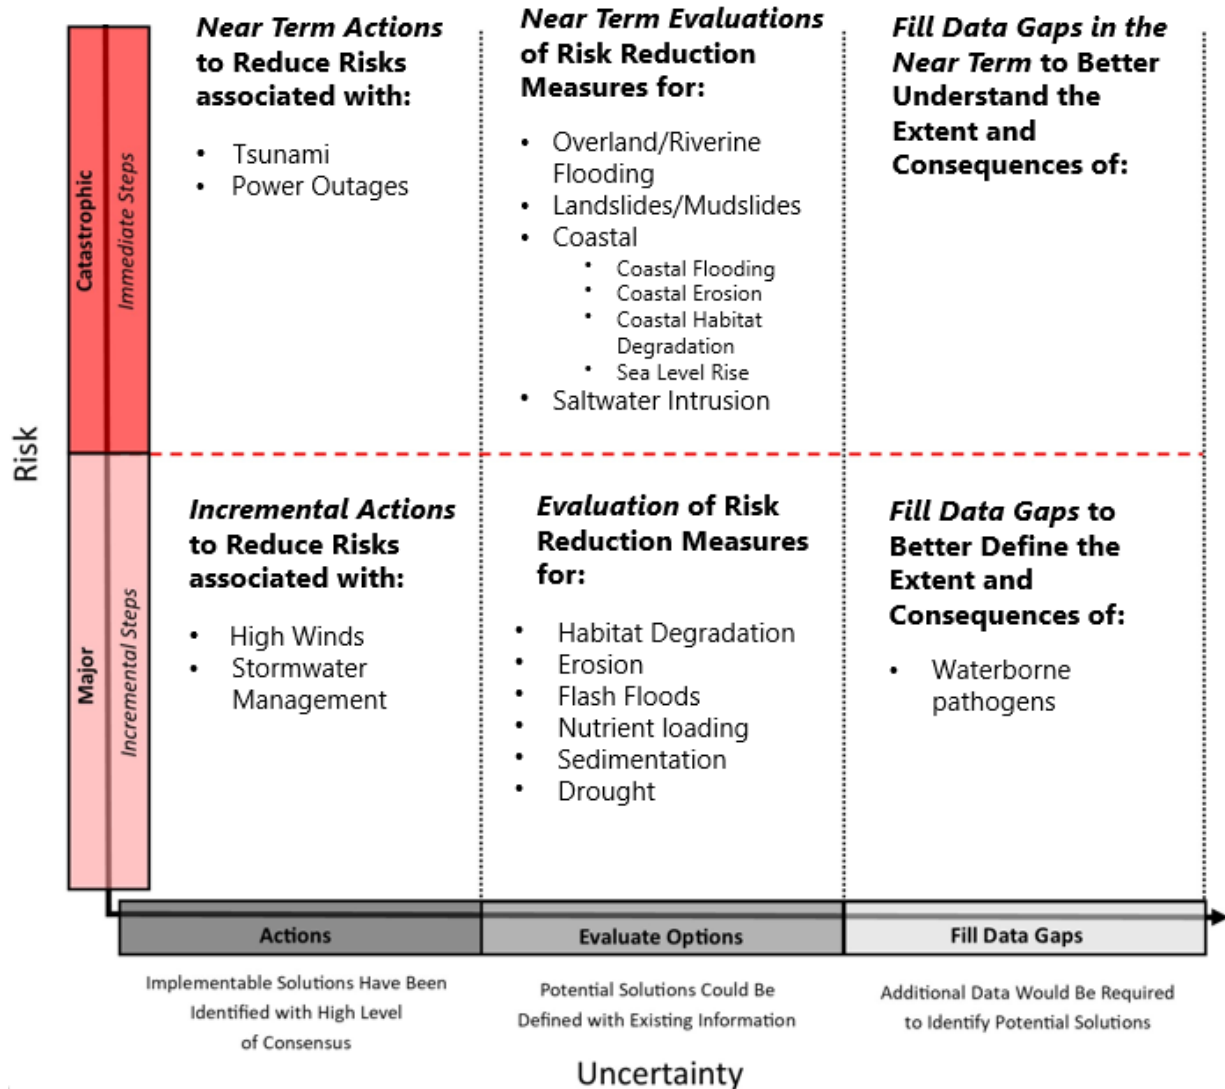 Near Term Actions
to Reduce Risks
associated with:
• Tsunami
• Power Outages
Near Term Evaluations
of Risk Reduction
Measures for:
• Overland/Riverine
Flooding
• Landslides/Mudslides
• Coastal
• Coastal Flooding
• Coastal Erosion
• Coastal Habitat
Degradation
• Sea Level Rise
• Saltwater Intrusion
Fill Data Gaps in the
Near Term to Better
Understand the
Extent and
Consequences of:
Catastrophic
Immediate Steps
Risk
Major
Incremental Steps
Incremental Actions
to Reduce Risks
associated with:
• High Winds
• Stormwater
Management
Evaluation of Risk
Reduction Measures
for:
• Habitat Degradation
• Erosion
• Flash Floods
• Nutrient loading
• Sedimentation
• Drought
Fill Data Gaps to
Better Define the
Extent and
Consequences of:
• Waterborne
pathogens
Actions
Evaluate Options
Fill Data Gaps
Implementable Solutions Have Been
Identified with High Level
of Consensus
Potential Solutions Could Be
Defined with Existing Information
Additional Data Would Be Required
to Identify Potential Solutions
Uncertainty